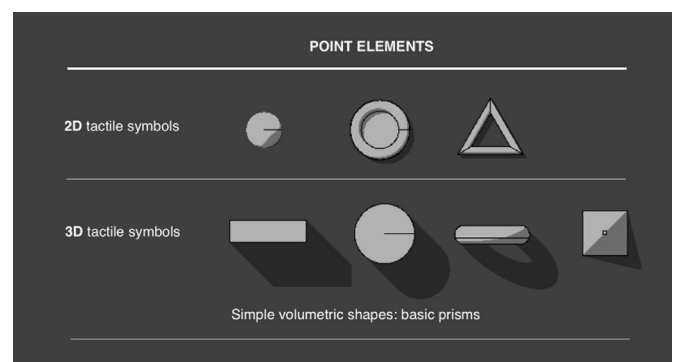 POINT ELEMENTS
2D tactile symbols
3D tactile symbols
Simple volumetric shapes: basic prisms